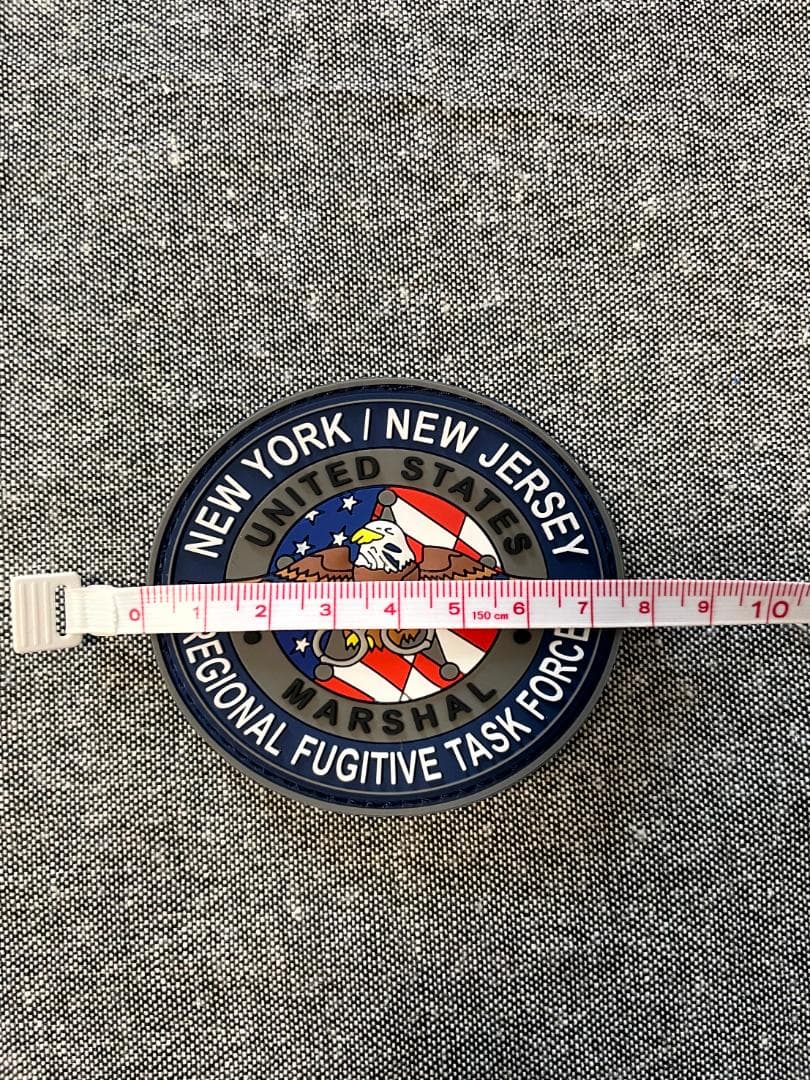 NEW YORK / NEW JERSEY
UNITED STATES
0 1 2 3 4 5 150 cm 6 7 8 9 10
MARSHAL
REGIONAL FUGITIVE TASK FORCE